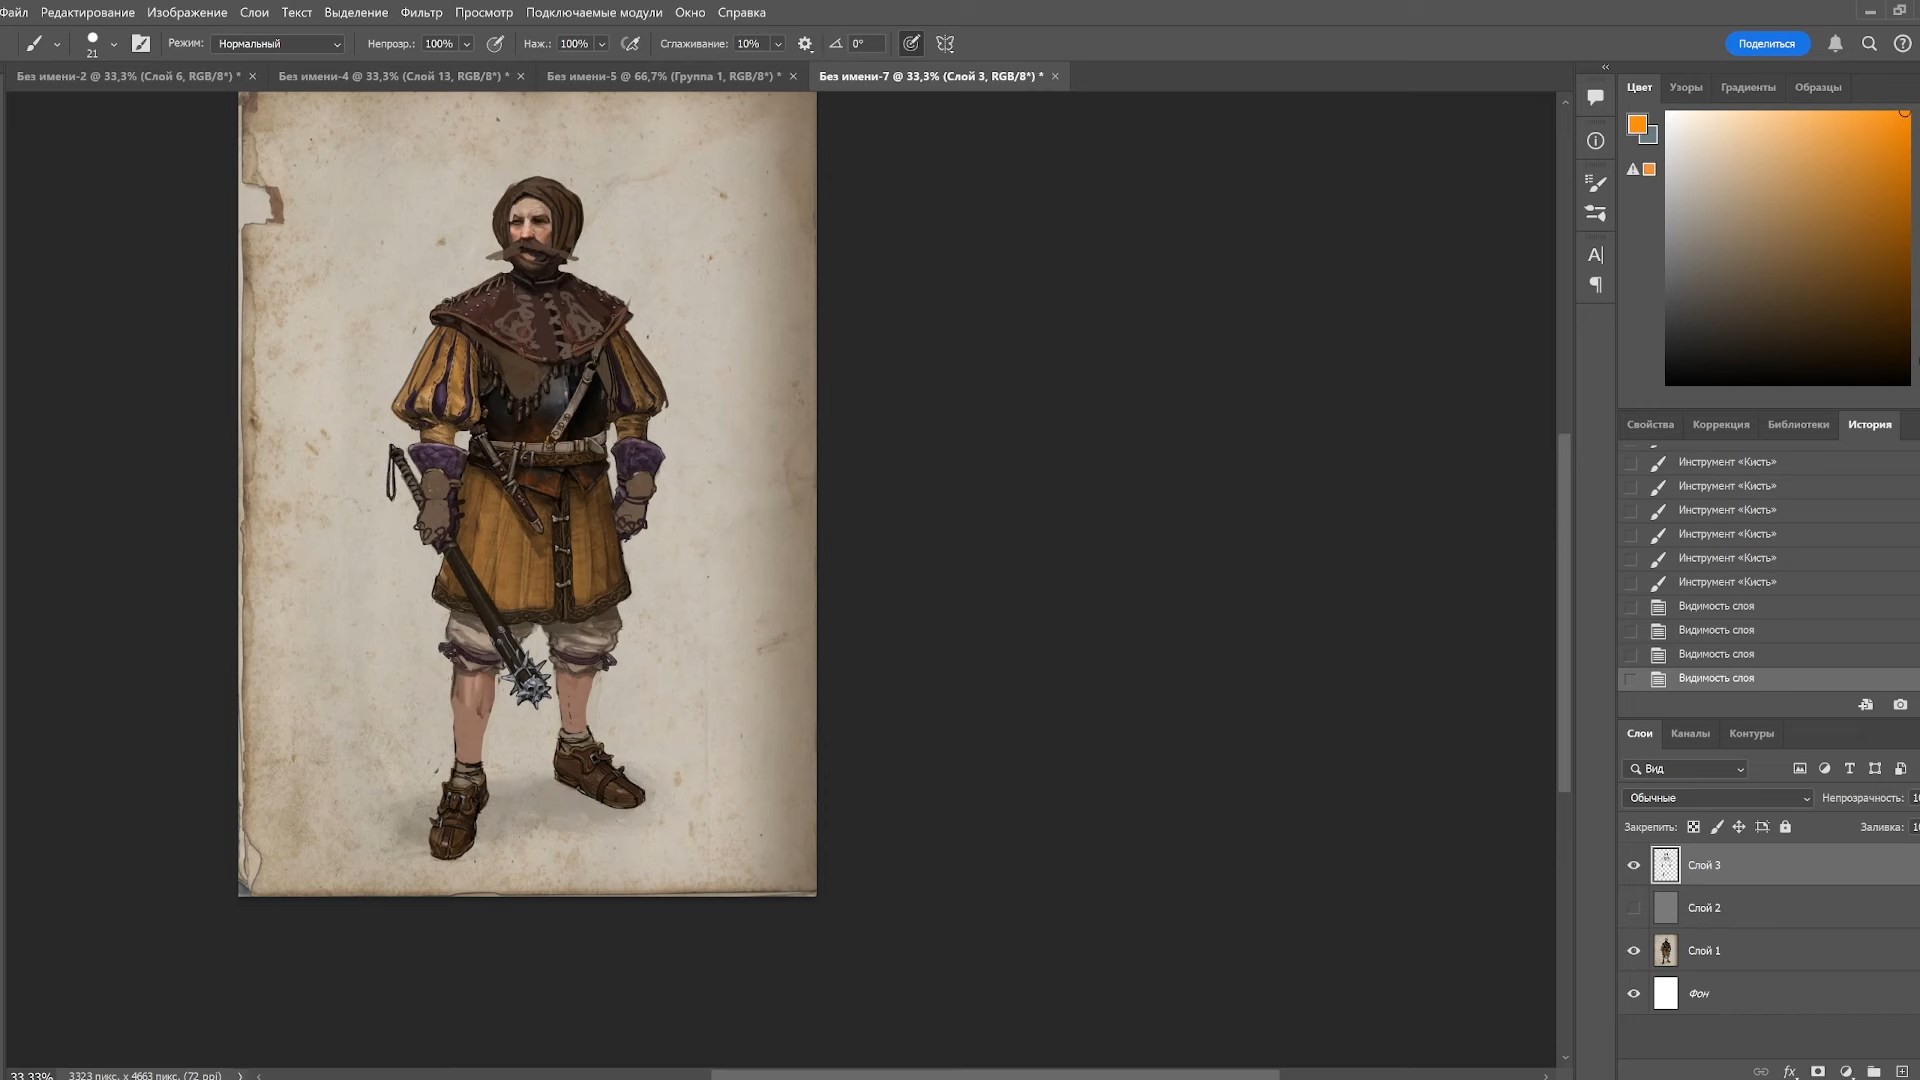 Файл Редактирование Изображение Слои Текст Выделение Фильтр Просмотр Подключаемые модули Окно Справка
21 Режим: Нормальный Непрозр.: 100% Наж.: 100% Сглаживание: 10% 0° Поделиться
Без имени-2 @ 33,3% (Слой 6, RGB/8*) * Без имени-4 @ 33,3% (Слой 13, RGB/8*) * Без имени-5 @ 66,7% (Группа 1, RGB/8*) * Без имени-7 @ 33,3% (Слой 3, RGB/8*) *
Цвет Узоры Градиенты Образцы
Свойства Коррекция Библиотеки История
Инструмент «Кисть»
Инструмент «Кисть»
Инструмент «Кисть»
Инструмент «Кисть»
Инструмент «Кисть»
Инструмент «Кисть»
Видимость слоя
Видимость слоя
Видимость слоя
Видимость слоя
Слои Каналы Контуры
Вид
Обычные Непрозрачность: 10
Закрепить: Заливка: 10
Слой 3
Слой 2
Слой 1
Фон
33,33% 3323 пикс. x 4663 пикс. (72 ppi)